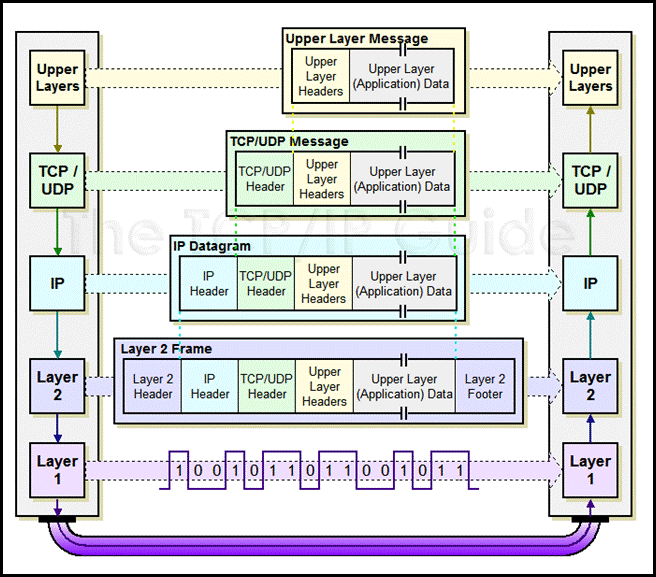 Upper Layer Message
Upper
Layers
Upper
Layer
Headers
Upper Layer
(Application) Data
Upper
Layers
TCP/UDP Message
TCP /
UDP
TCP/UDP
Header
Upper
Layer
Headers
Upper Layer
(Application) Data
TCP /
UDP
The TCP/IP Guide
IP Datagram
IP
IP
Header
TCP/UDP
Header
Upper
Layer
Headers
Upper Layer
(Application) Data
IP
Layer 2 Frame
Layer
2
Layer 2
Header
IP
Header
TCP/UDP
Header
Upper
Layer
Headers
Upper Layer
(Application) Data
Layer 2
Footer
Layer
2
Layer
1
1 0 0 1 0 1 1 0 1 1 0 0 1 0 1 1
Layer
1